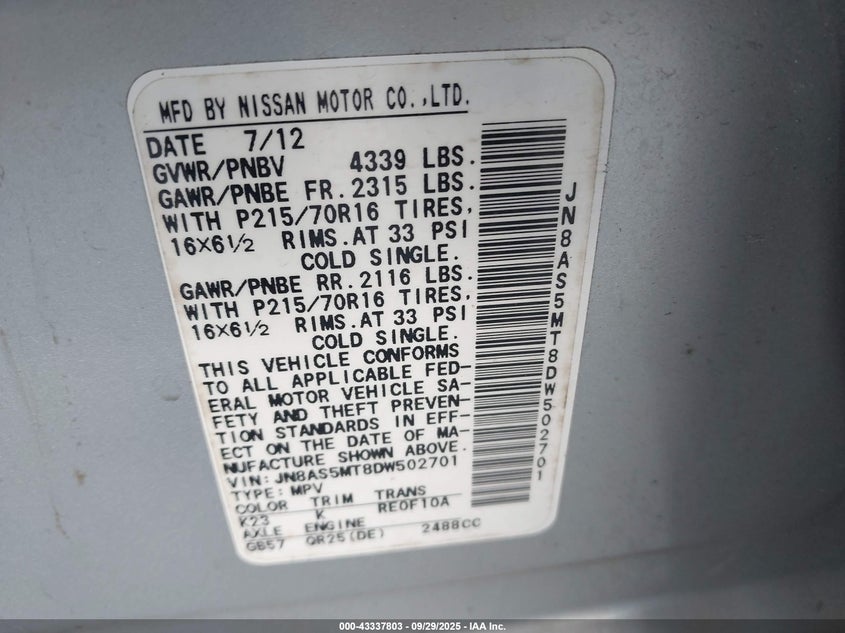 MFD BY NISSAN MOTOR CO.,LTD.
DATE 7/12
GVWR/PNBV 4339 LBS.
GAWR/PNBE FR. 2315 LBS.
WITH P215/70R16 TIRES,
16X6½ RIMS.AT 33 PSI
COLD SINGLE.
GAWR/PNBE RR. 2116 LBS.
WITH P215/70R16 TIRES,
16X6½ RIMS.AT 33 PSI
COLD SINGLE.
THIS VEHICLE CONFORMS
TO ALL APPLICABLE FED-
ERAL MOTOR VEHICLE SA-
FETY AND THEFT PREVEN-
TION STANDARDS IN EFF-
ECT ON THE DATE OF MA-
NUFACTURE SHOWN ABOVE.
VIN: JN8AS5MT8DW502701
TYPE: MPV
COLOR TRIM TRANS
K23 K RE0F10A
AXLE ENGINE
GB57 QR25(DE) 2488CC
JN8AS5MT8DW502701
000-43337803 - 09/29/2025 - IAA Inc.